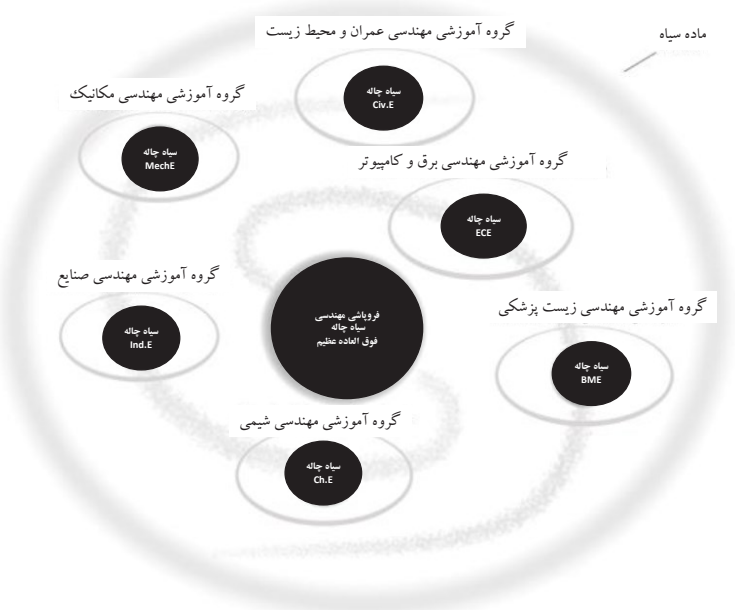 گروه آموزشی مهندسی عمران و محیط زیست
ماده سیاه
سیاه چاله
Civ.E
گروه آموزشی مهندسی مکانیک
سیاه چاله
MechE
گروه آموزشی مهندسی برق و کامپیوتر
سیاه چاله
ECE
گروه آموزشی مهندسی صنایع
سیاه چاله
Ind.E
فروپاشی مهندسی
سیاه چاله
فوق العاده عظیم
گروه آموزشی مهندسی زیست پزشکی
سیاه چاله
BME
گروه آموزشی مهندسی شیمی
سیاه چاله
Ch.E